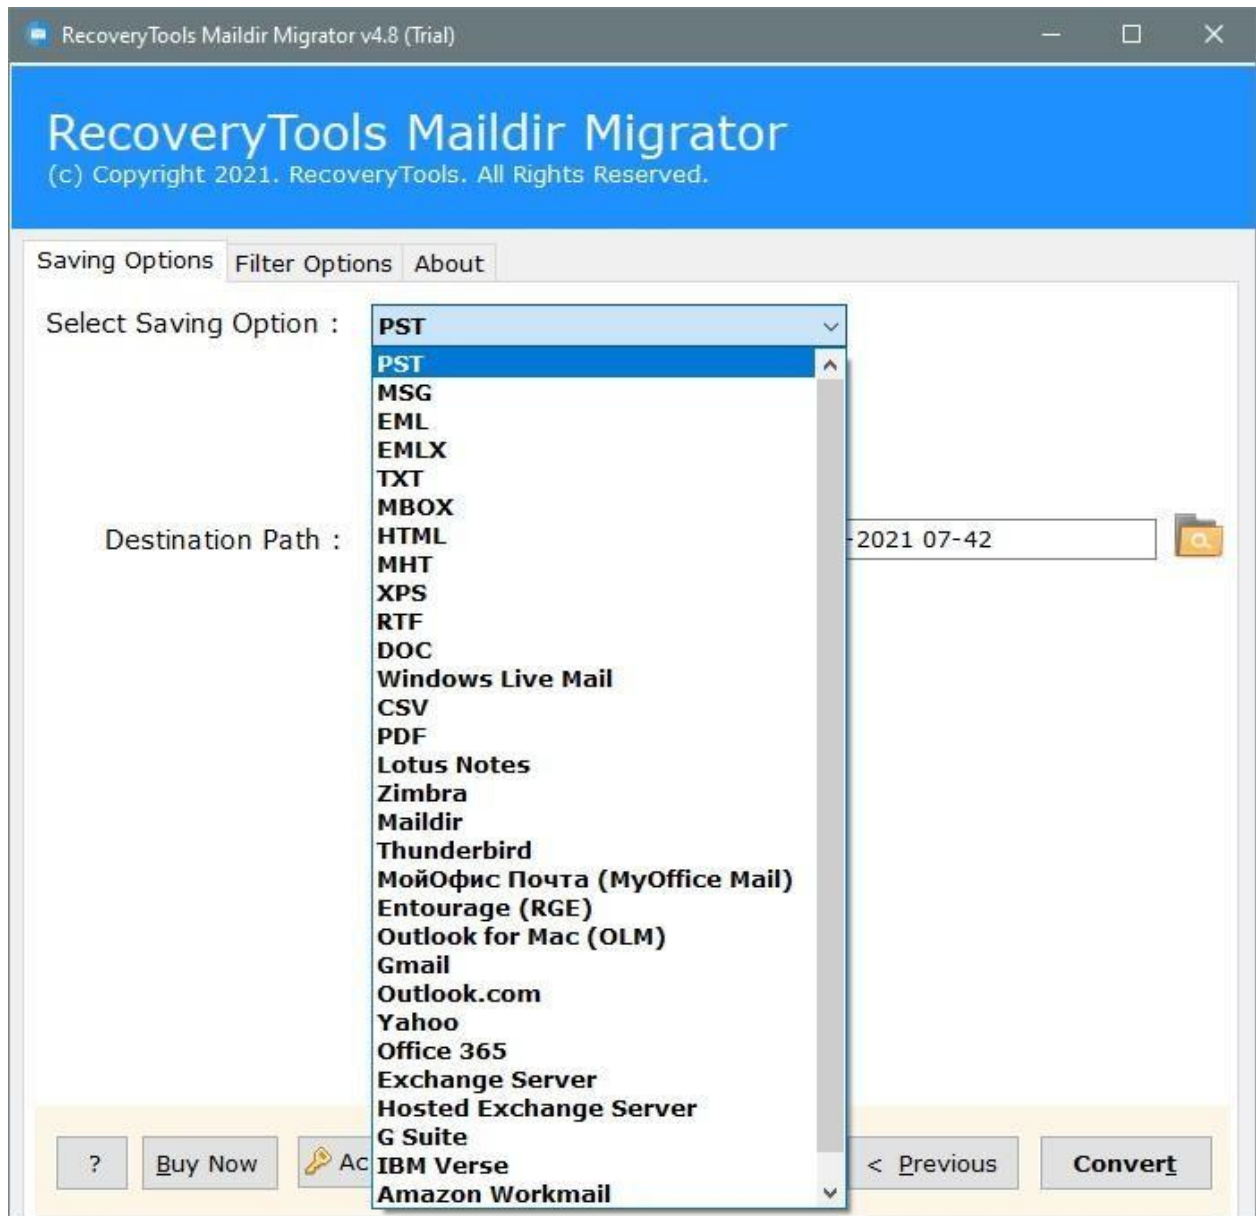 RecoveryTools Maildir Migrator v4.8 (Trial)
RecoveryTools Maildir Migrator
(c) Copyright 2021. RecoveryTools. All Rights Reserved.
Saving Options Filter Options About
Select Saving Option : PST
PST
MSG
EML
EMLX
TXT
MBOX
HTML
Destination Path : -2021 07-42
MHT
XPS
RTF
DOC
Windows Live Mail
CSV
PDF
Lotus Notes
Zimbra
Maildir
Thunderbird
МойОфис Почта (MyOffice Mail)
Entourage (RGE)
Outlook for Mac (OLM)
Gmail
Outlook.com
Yahoo
Office 365
Exchange Server
Hosted Exchange Server
G Suite
IBM Verse
Amazon Workmail
? Buy Now Ac < Previous Convert